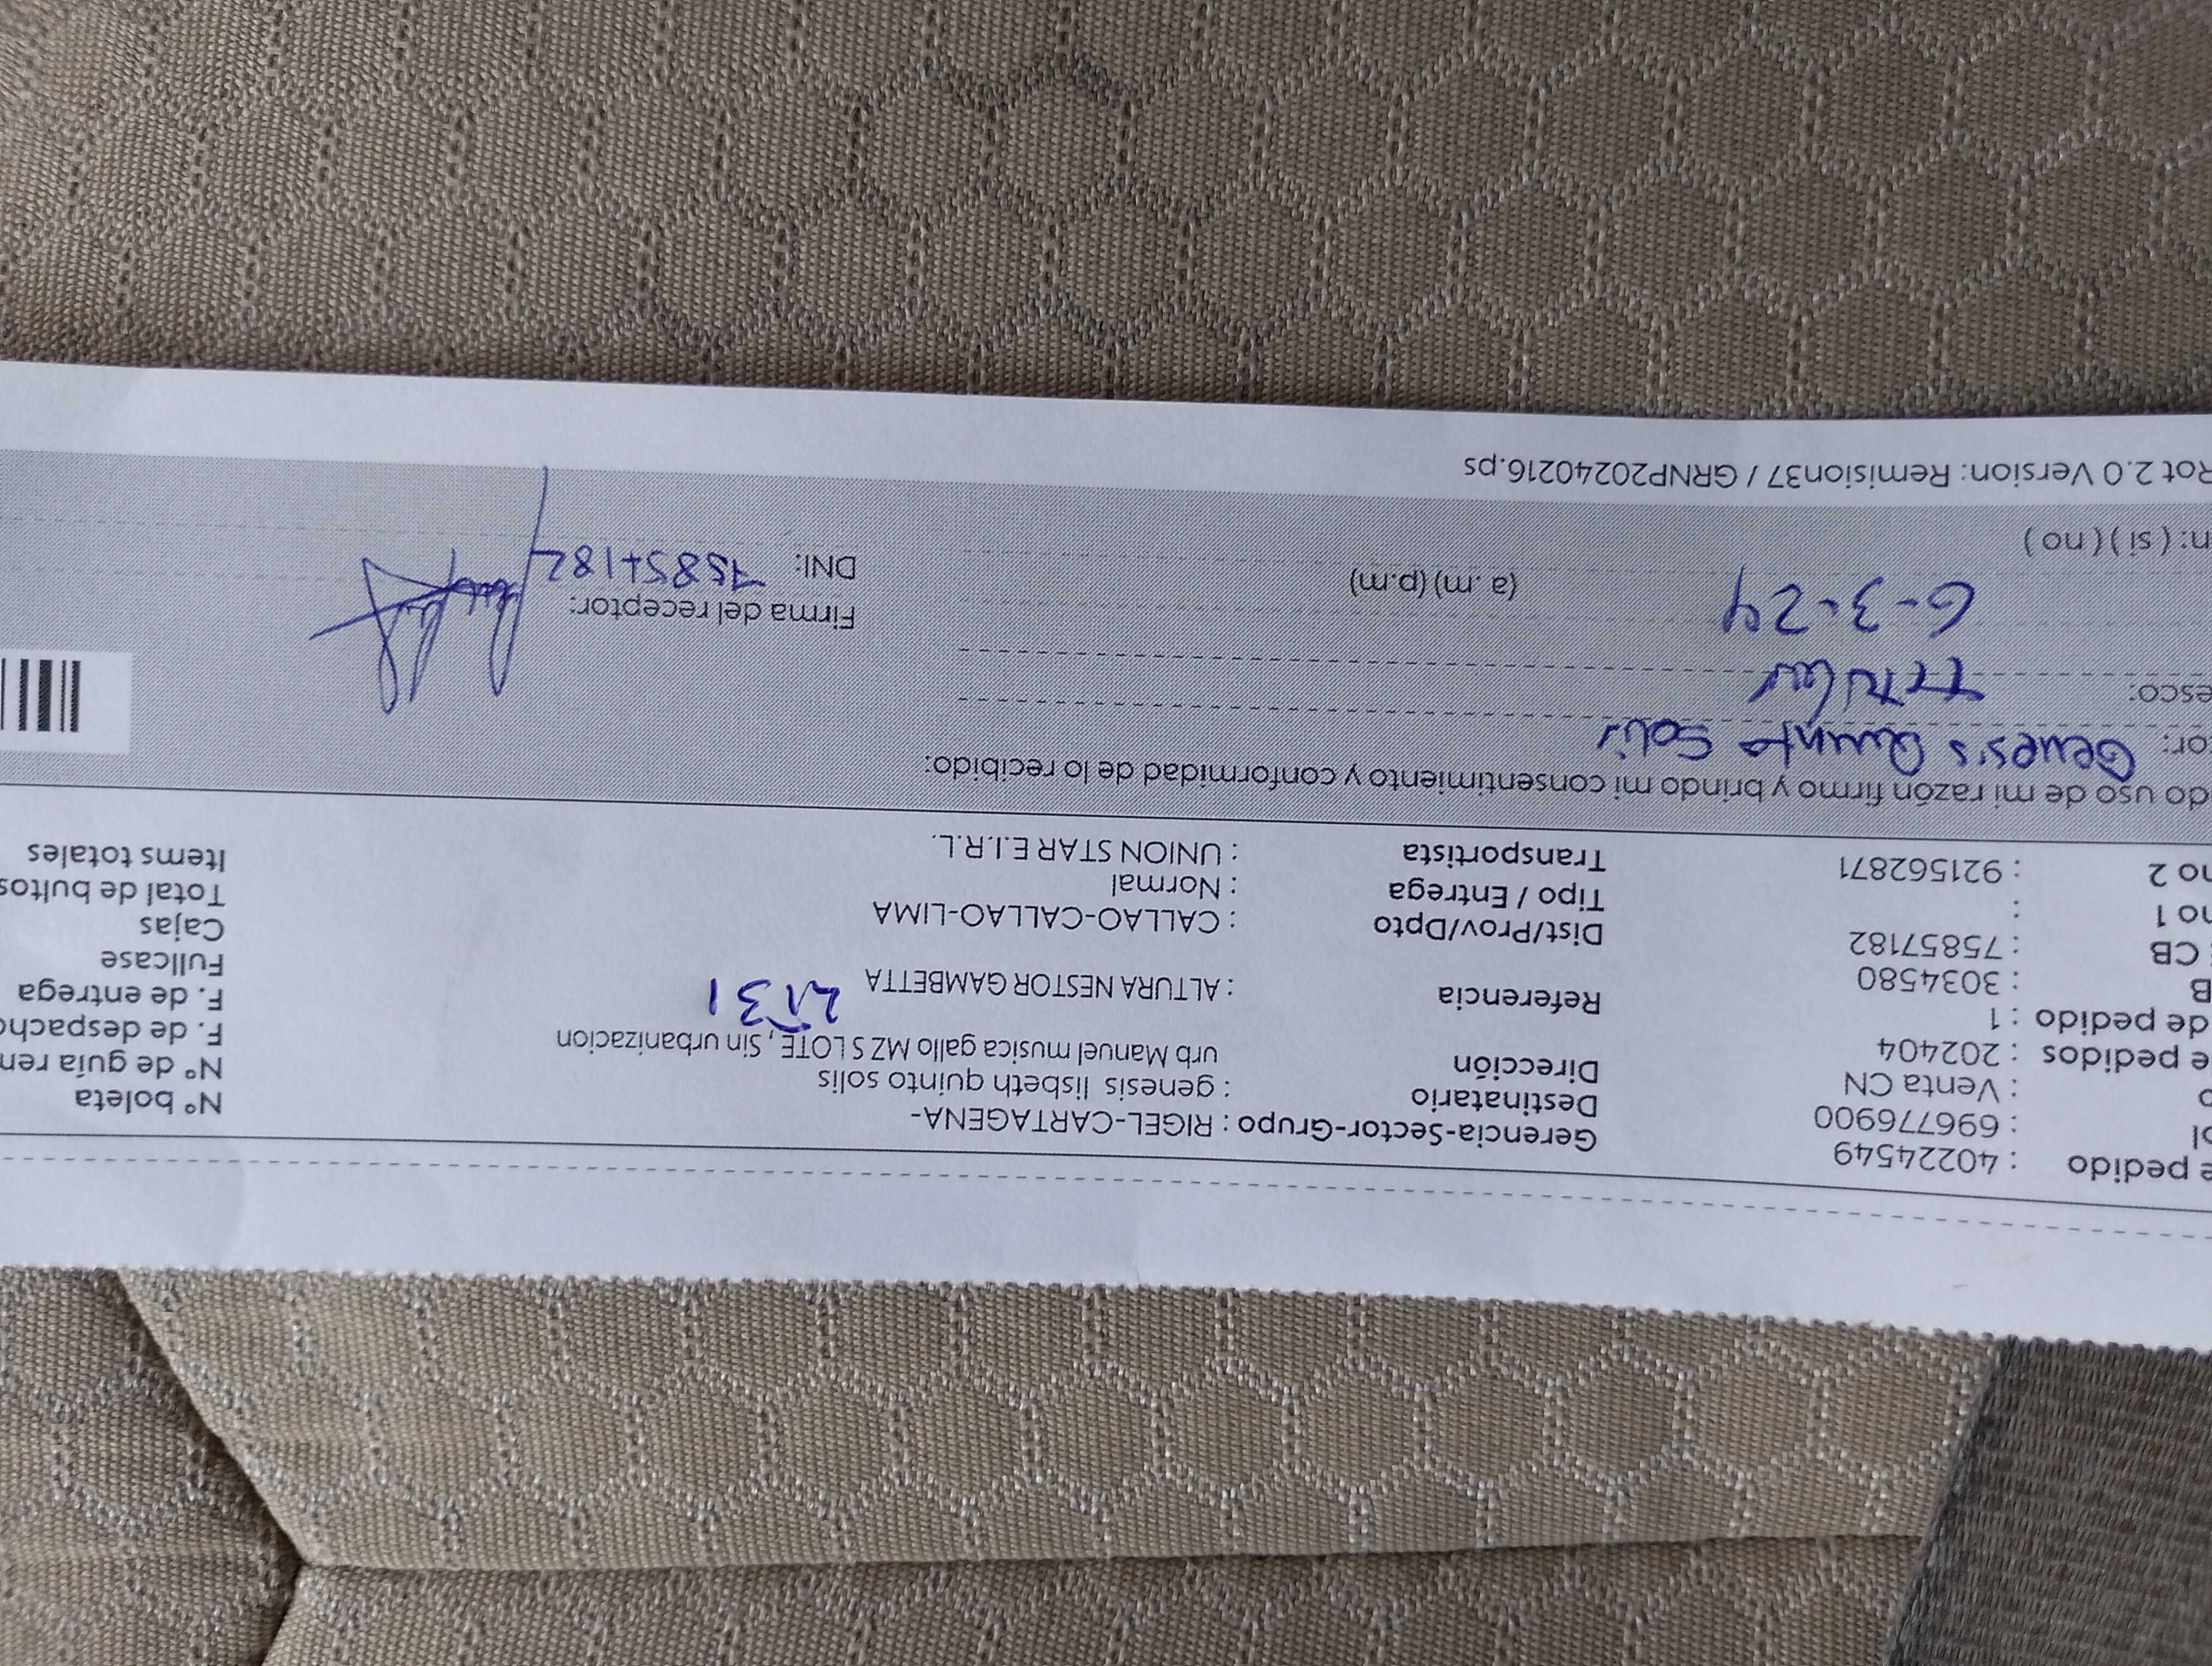 e pedido : 40224549 Gerencia-Sector-Grupo : RIGEL-CARTAGENA- N° boleta
ol : 696776900 Destinatario : genesis lisbeth quinto solis N° de guía rem
o : Venta CN Dirección urb Manuel musica gallo MZ S LOTE , Sin urbanizacion F. de despacho
e pedidos : 202404 LT 31 F. de entrega
de pedido : 1 Referencia : ALTURA NESTOR GAMBETTA Fullcase
B : 3034580 Dist/Prov/Dpto : CALLAO-CALLAO-LIMA Cajas
CB : 75857182 Tipo / Entrega : Normal Total de bultos
no 1 : Transportista : UNION STAR E.I.R.L. Items totales
no 2 : 921562871
do uso de mi razón firmo y brindo mi consentimiento y conformidad de lo recibido:
or: Genesis Quinto Solis
esco: Titular
6-3-24 (a.m) (p.m) Firma del receptor:
DNI: 75857182
n: ( si ) ( no )
Rot 2.0 Version: Remision37 / GRNP20240216.ps